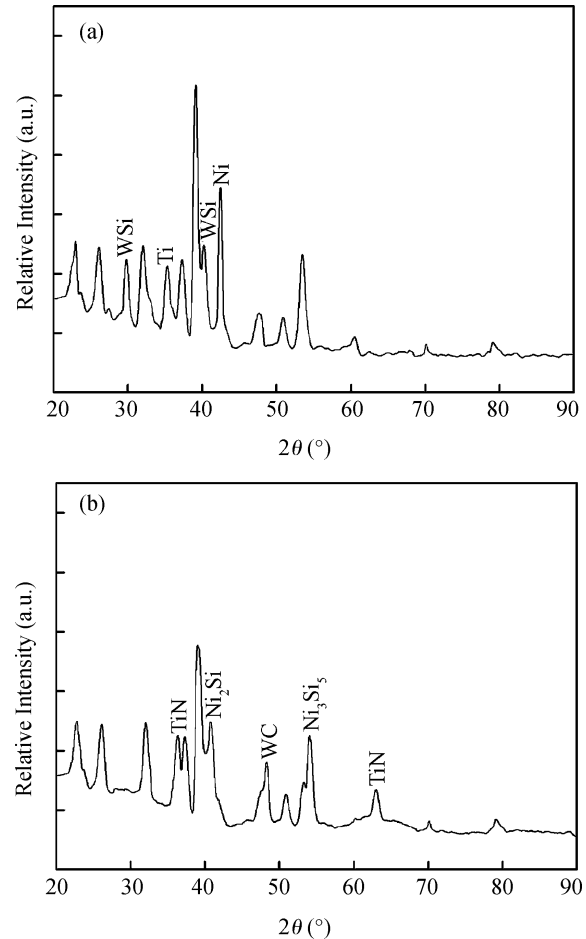 (a)
Relative Intensity (a.u.)
WSi
Ti
WSi
Ni
20 30 40 50 60 70 80 90
2θ (°)
(b)
Relative Intensity (a.u.)
TiN
Ni₂Si
WC
Ni₃Si₅
TiN
20 30 40 50 60 70 80 90
2θ (°)